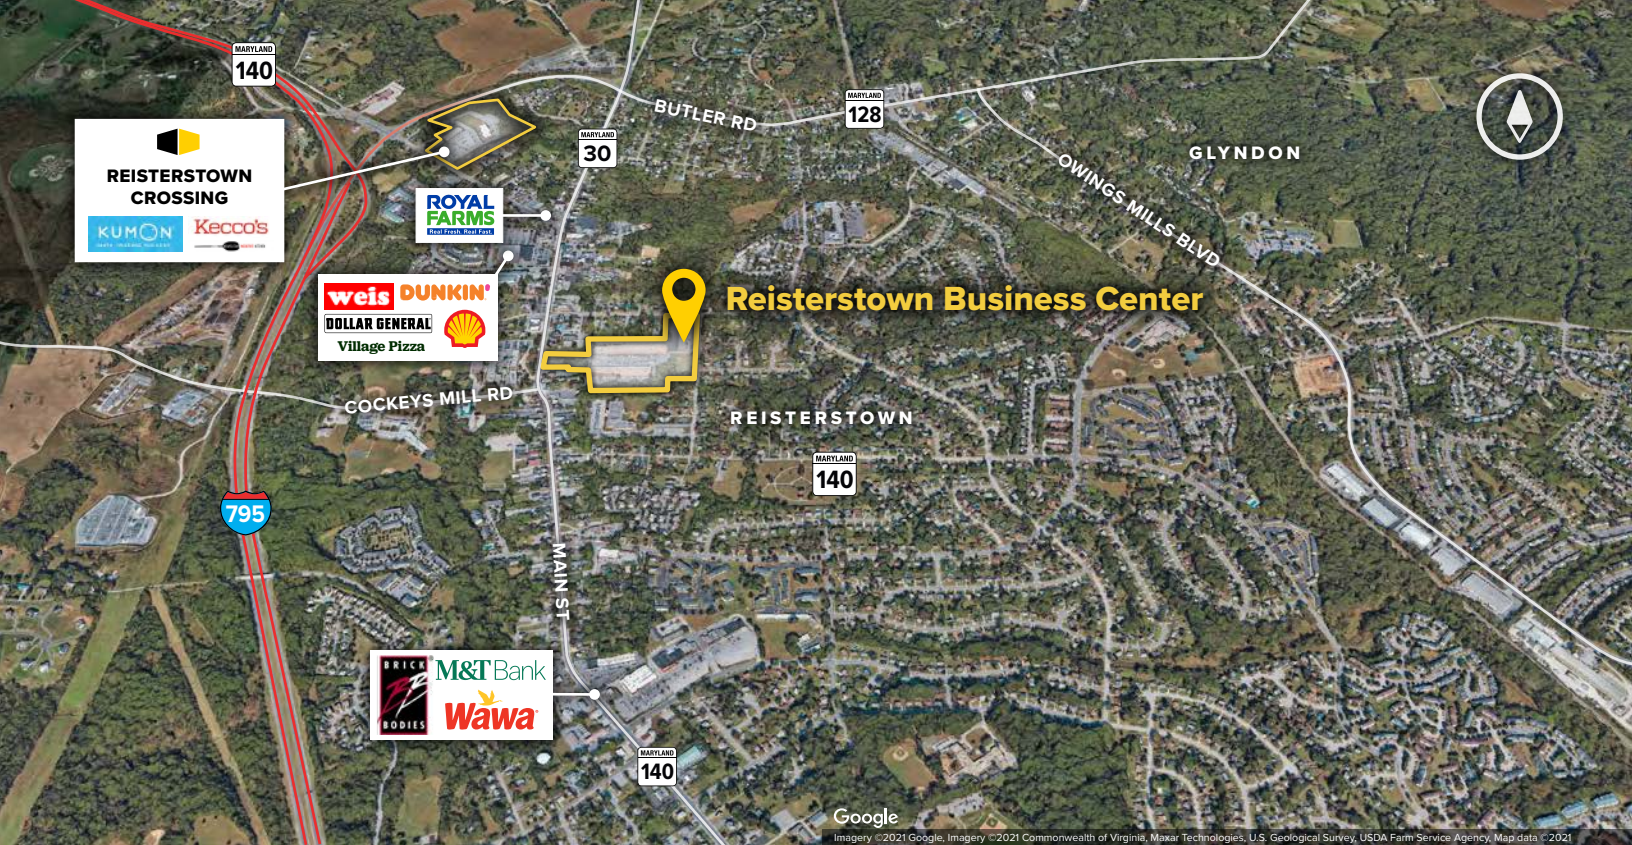 MARYLAND
140
REISTERSTOWN
CROSSING
KUMON
Kecco's
MARYLAND
30
BUTLER RD
MARYLAND
128
GLYNDON
OWINGS MILLS BLVD
ROYAL
FARMS
Real Fresh. Real Fast.
weis DUNKIN'
DOLLAR GENERAL
Village Pizza
Reisterstown Business Center
COCKEYS MILL RD
REISTERSTOWN
MARYLAND
140
795
MAIN ST
BRICK
BODIES
M&T Bank
Wawa
MARYLAND
140
Google
Imagery ©2021 Google, Imagery ©2021 Commonwealth of Virginia, Maxar Technologies, U.S. Geological Survey, USDA Farm Service Agency, Map data ©2021